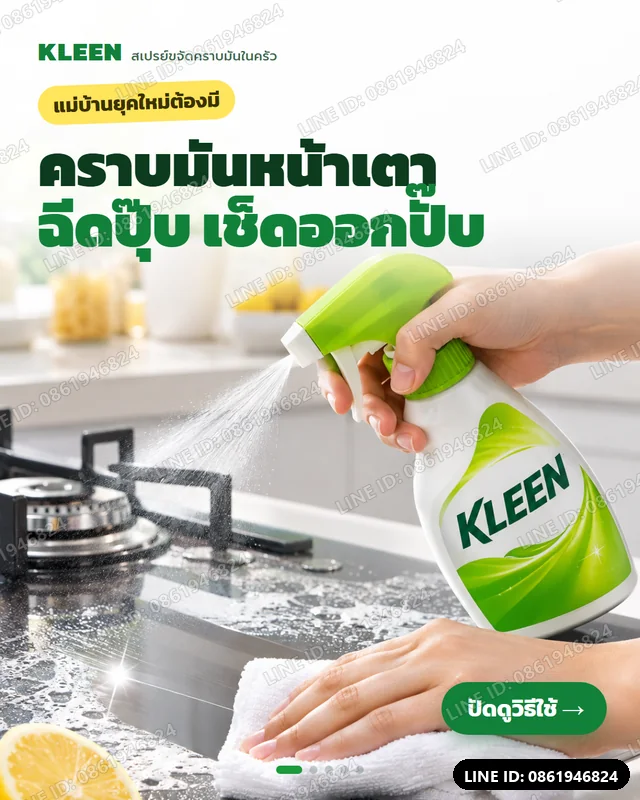 KLEEN สเปรย์ขจัดคราบมันในครัว
แม่บ้านยุคใหม่ต้องมี
คราบมันหน้าเตา
ฉีดปุ๊บ เช็ดออกปั๊บ
KLEEN
ปัดดูวิธีใช้ →
LINE ID: 0861946824